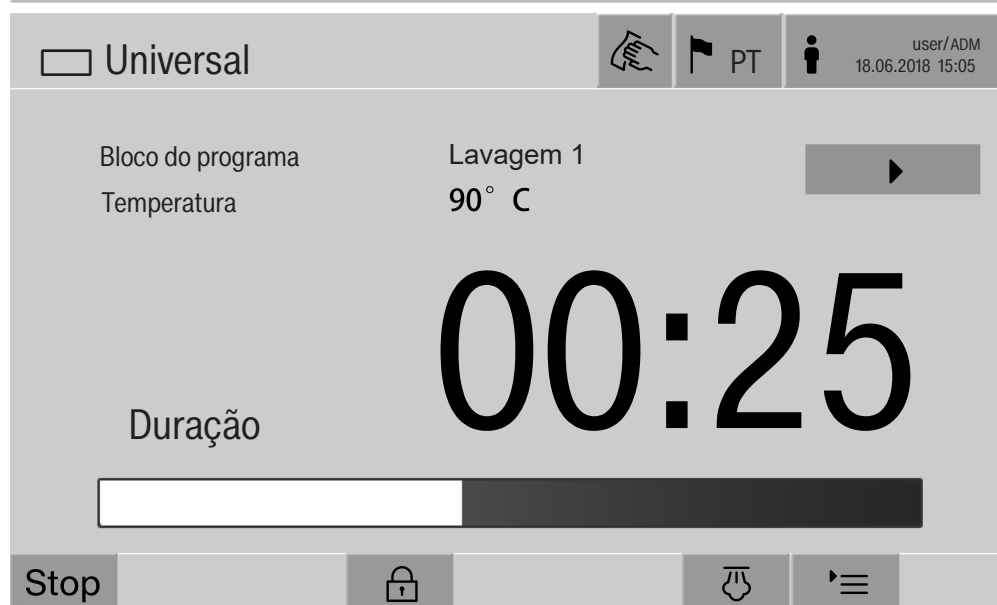 Universal
PT
user/ADM
18.06.2018 15:05
Bloco do programa Lavagem 1
Temperatura 90° C
Duração 00:25
Stop